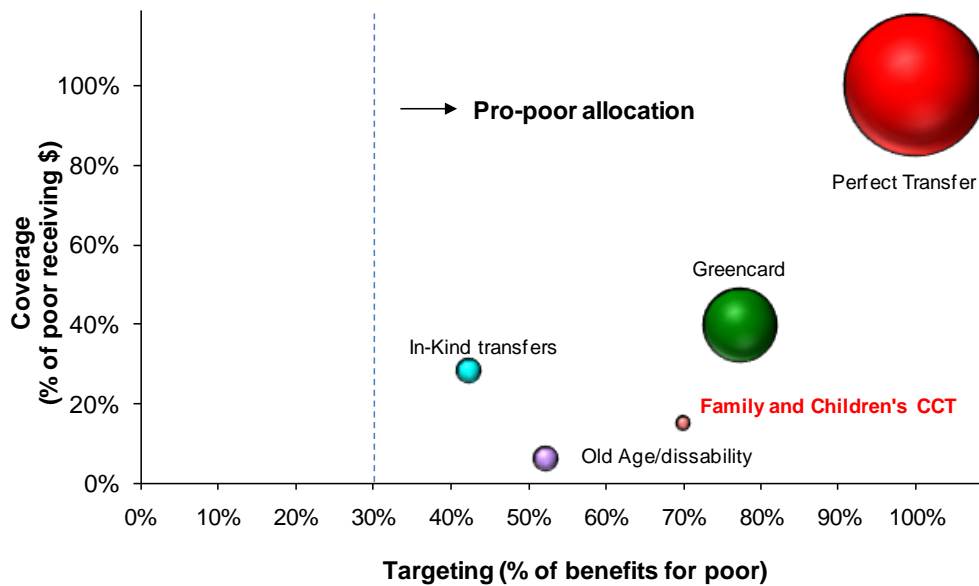 100%
80%
60%
40%
20%
0%
Coverage
(% of poor receiving $)
Pro-poor allocation
Perfect Transfer
Greencard
In-Kind transfers
Family and Children's CCT
Old Age/dissability
0% 10% 20% 30% 40% 50% 60% 70% 80% 90% 100%
Targeting (% of benefits for poor)